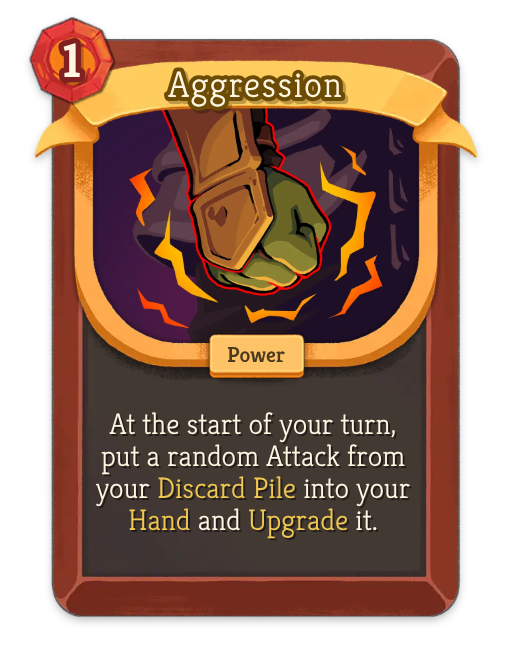 1
Aggression
Power
At the start of your turn,
put a random Attack from
your Discard Pile into your
Hand and Upgrade it.